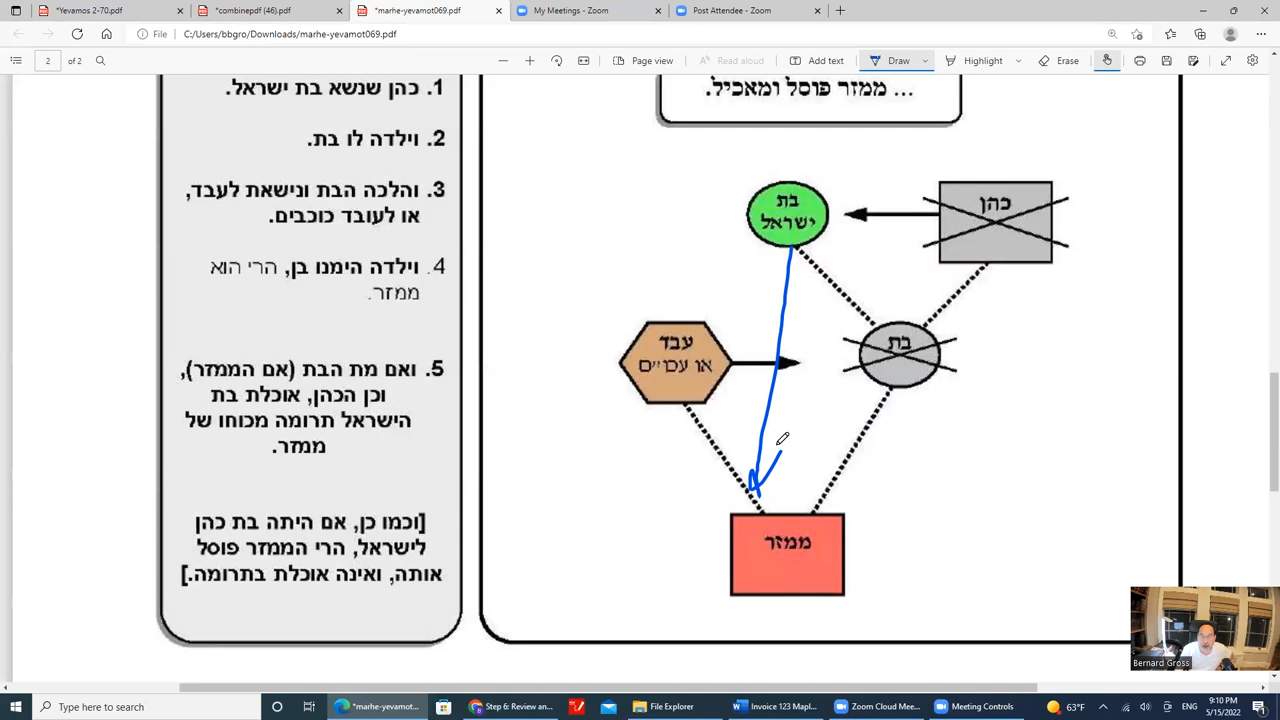 *Yevamos 2-70.pdf
*combinepdf (46).pdf
*marhe-yevamot069.pdf
My Meetings - Zoom
Post Attendee - Zoom
File
C:/Users/bbgro/Downloads/marhe-yevamot069.pdf
2
of 2
Page view
Read aloud
Add text
Draw
Highlight
Erase
... ממזר פוסל ומאכיל.
1. כהן שנשא בת ישראל.
2. וילדה לו בת.
3. והלכה הבת ונישאת לעבד,
או לעובד כוכבים.
4. וילדה הימנו בן, הרי הוא
ממזר.
5. ואם מת הבת (אם הממזר),
וכן הכהן, אוכלת בת
הישראל תרומה מכוחו של
ממזר.
[וכמו כן, אם היתה בת כהן
לישראל, הרי הממזר פוסל
אותה, ואינה אוכלת בתרומה.]
כהן
בת
ישראל
בת
עבד
או עכויים
ממזר
Bernard Gross
Type here to search
*marhe-yevamot069...
Step 6: Review an...
File Explorer
Invoice 123 Mapl...
Zoom Cloud Mee...
Meeting Controls
63°F
9:10 PM
5/15/2022